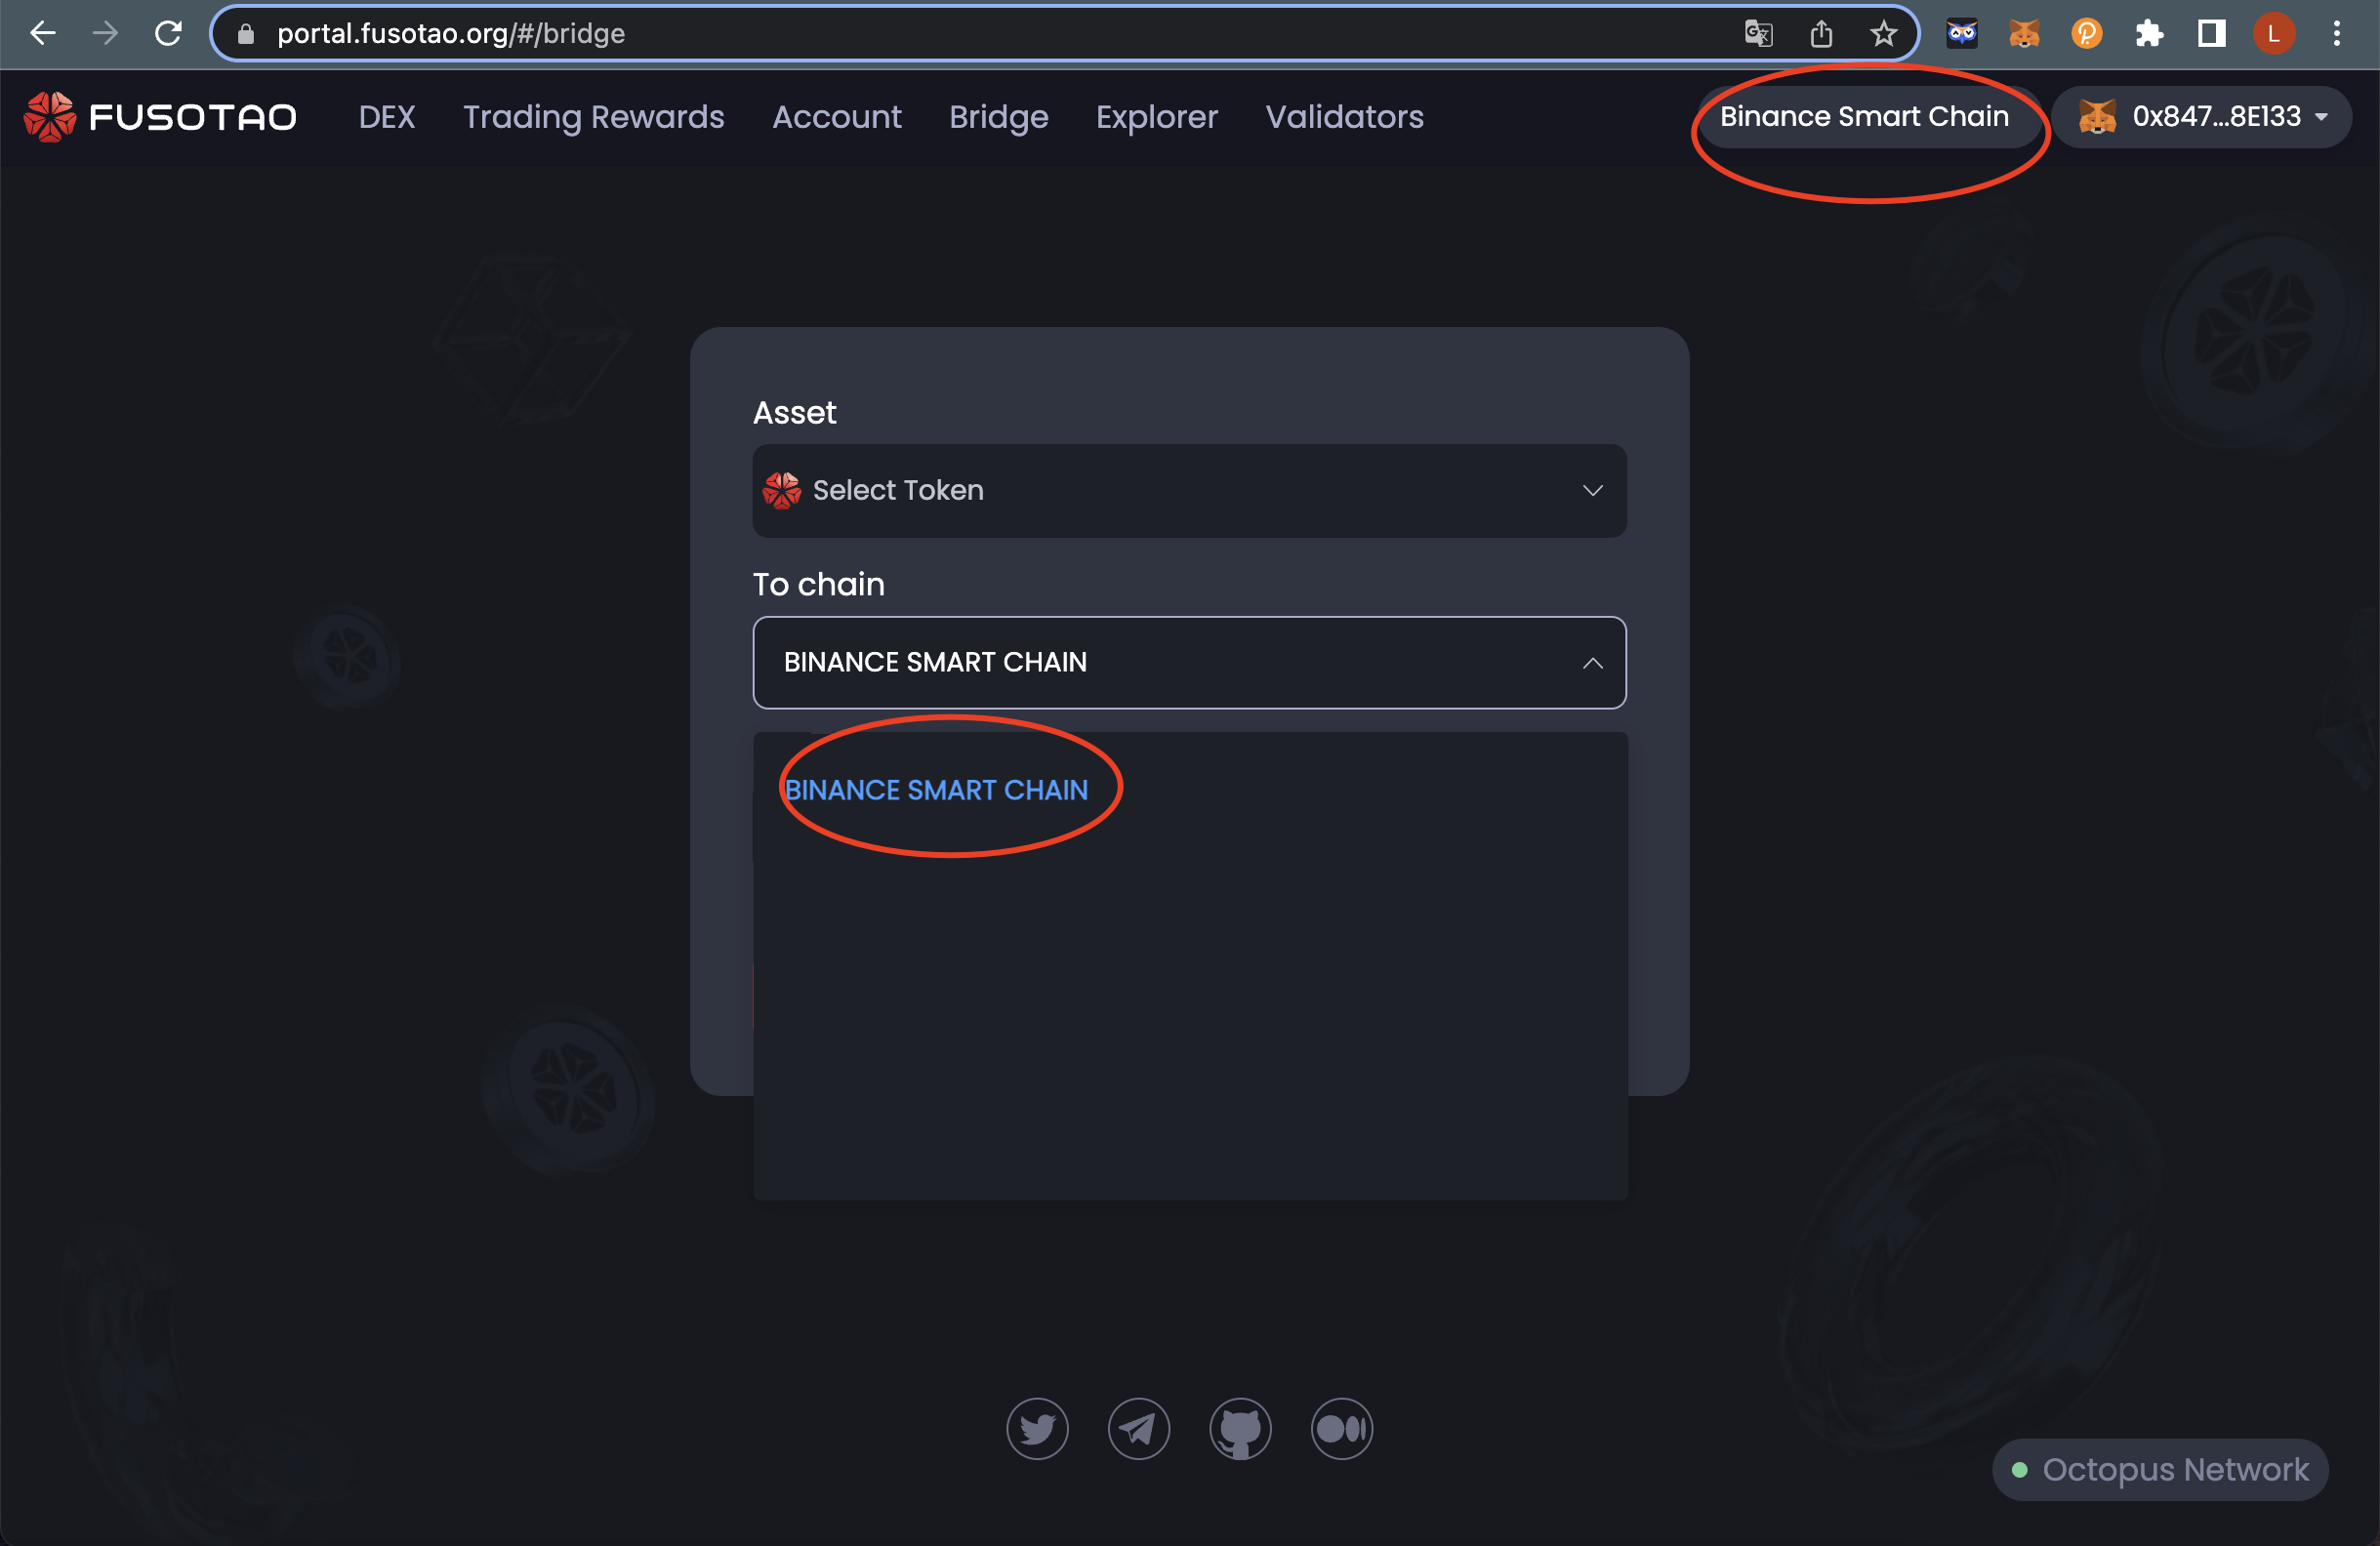 portal.fusotao.org/#/bridge
L
FUSOTAO
DEX
Trading Rewards
Account
Bridge
Explorer
Validators
Binance Smart Chain
0x847...8E133
Asset
Select Token
To chain
BINANCE SMART CHAIN
BINANCE SMART CHAIN
Octopus Network